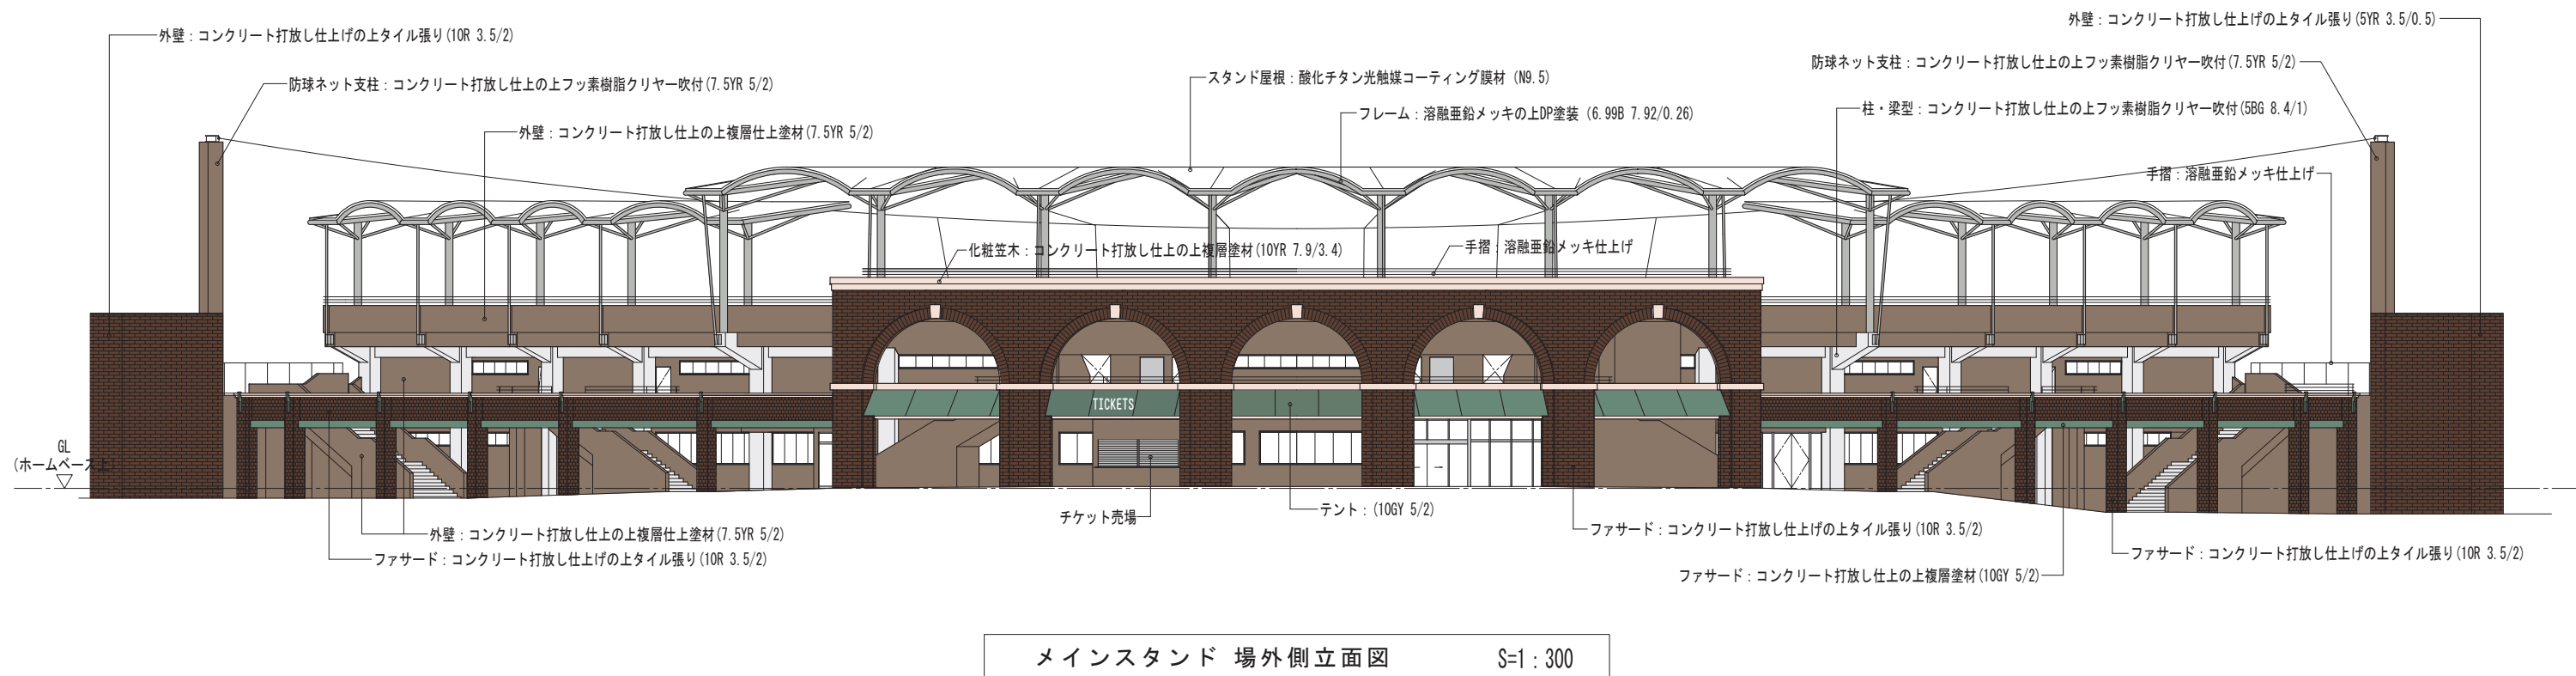 外壁：コンクリート打放し仕上げの上タイル張り(5YR 3.5/0.5)
外壁：コンクリート打放し仕上げの上タイル張り(10R 3.5/2)
防球ネット支柱：コンクリート打放し仕上の上フッ素樹脂クリヤー吹付(7.5YR 5/2)
スタンド屋根：酸化チタン光触媒コーティング膜材 (N9.5)
防球ネット支柱：コンクリート打放し仕上の上フッ素樹脂クリヤー吹付(7.5YR 5/2)
フレーム：溶融亜鉛メッキの上DP塗装 (6.99B 7.92/0.26)
柱・梁型：コンクリート打放し仕上の上フッ素樹脂クリヤー吹付(5BG 8.4/1)
外壁：コンクリート打放し仕上の上複層仕上塗材(7.5YR 5/2)
手摺：溶融亜鉛メッキ仕上げ
化粧笠木：コンクリート打放し仕上の上複層塗材(10YR 7.9/3.4)
手摺：溶融亜鉛メッキ仕上げ
TICKETS
GL
(ホームベース上)
チケット売場
テント：(10GY 5/2)
外壁：コンクリート打放し仕上の上複層仕上塗材(7.5YR 5/2)
ファサード：コンクリート打放し仕上げの上タイル張り(10R 3.5/2)
ファサード：コンクリート打放し仕上げの上タイル張り(10R 3.5/2)
ファサード：コンクリート打放し仕上げの上タイル張り(10R 3.5/2)
ファサード：コンクリート打放し仕上の上複層塗材(10GY 5/2)
メインスタンド 場外側立面図 S=1：300